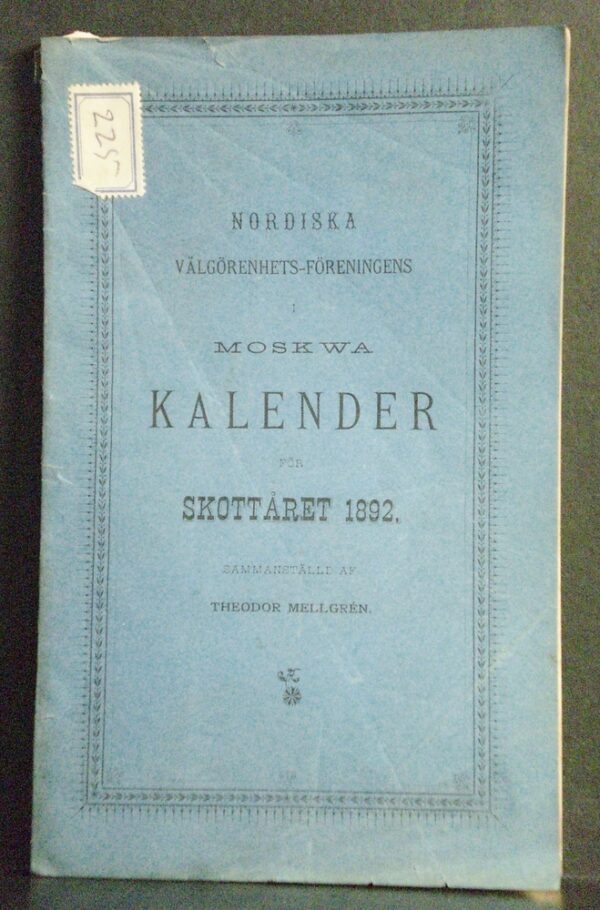 225
NORDISKA
VÄLGÖRENHETS-FÖRENINGENS
I
MOSKWA
KALENDER
FÖR
SKOTTÅRET 1892.
SAMMANSTÄLLD AF
THEODOR MELLGRÉN.